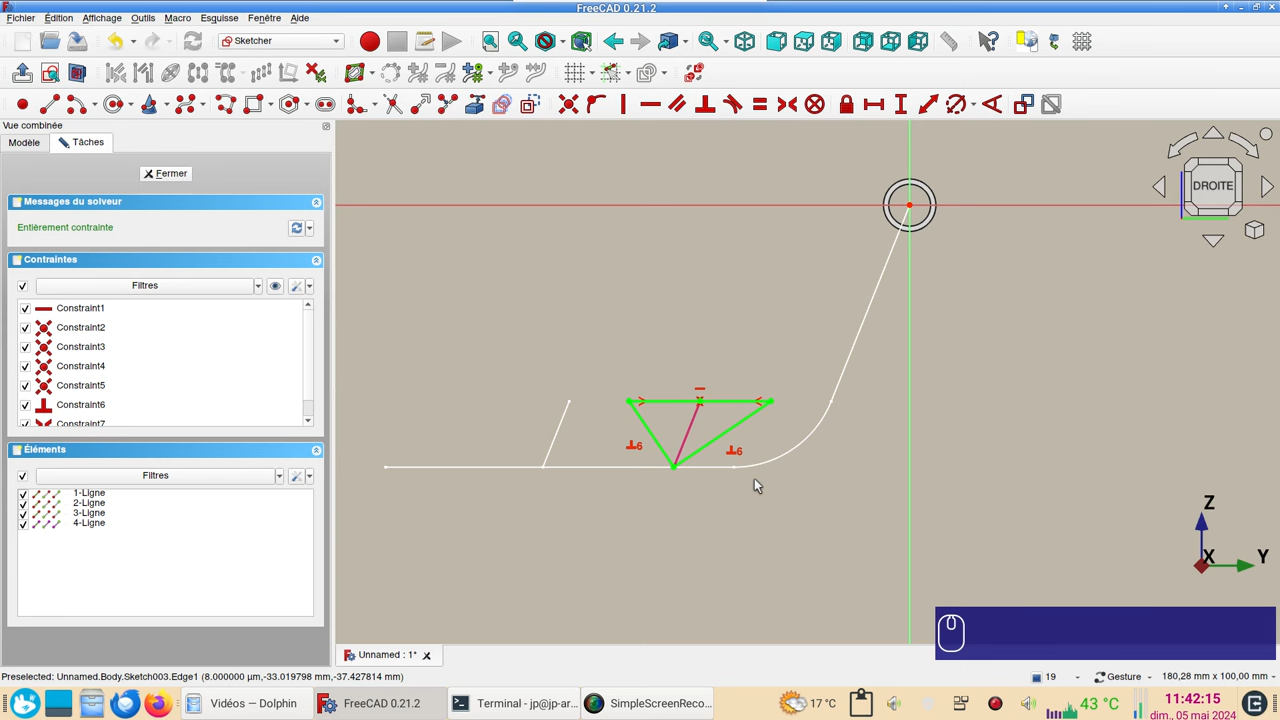 FreeCAD 0.21.2
Fichier Édition Affichage Outils Macro Esquisse Fenêtre Aide
Sketcher
Vue combinée
Modèle Tâches
Fermer
Messages du solveur
Entièrement contrainte
Contraintes
Filtres
Constraint1
Constraint2
Constraint3
Constraint4
Constraint5
Constraint6
Constraint7
Éléments
Filtres
1-Ligne
2-Ligne
3-Ligne
4-Ligne
DROITE
6
6
Z
X
Y
Unnamed : 1*
Preselected: Unnamed.Body.Sketch003.Edge1 (8.000000 µm,-33.019798 mm,-37.427814 mm)
19
Gesture
180,28 mm × 100,00 mm
Vidéos — Dolphin
FreeCAD 0.21.2
Terminal - jp@jp-ar...
SimpleScreenReco...
17 °C
43 °C
11:42:15
dim., 05 mai 2024